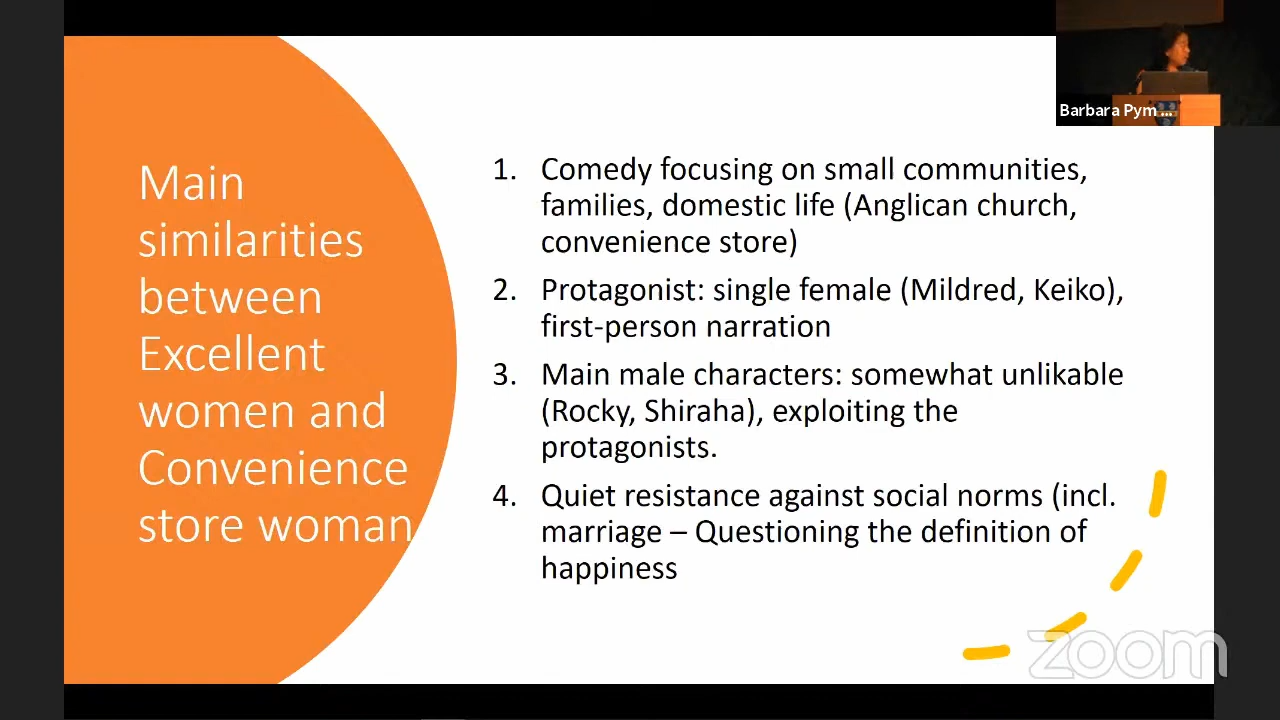 Barbara Pym ...
Main
similarities
between
Excellent
women and
Convenience
store woman
1. Comedy focusing on small communities,
families, domestic life (Anglican church,
convenience store)
2. Protagonist: single female (Mildred, Keiko),
first-person narration
3. Main male characters: somewhat unlikable
(Rocky, Shiraha), exploiting the
protagonists.
4. Quiet resistance against social norms (incl.
marriage – Questioning the definition of
happiness
zoom